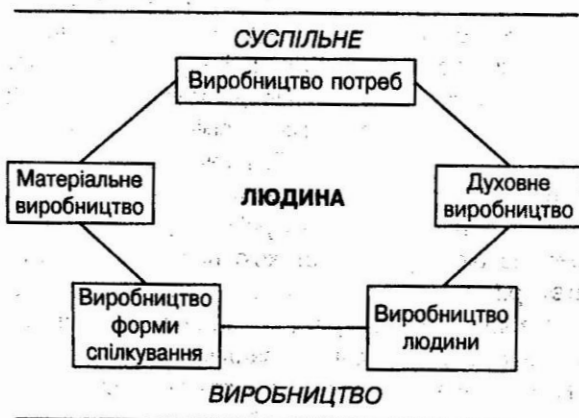 СУСПІЛЬНЕ
Виробництво потреб
Матеріальне
виробництво
ЛЮДИНА
Духовне
виробництво
Виробництво
форми
спілкування
Виробництво
людини
ВИРОБНИЦТВО